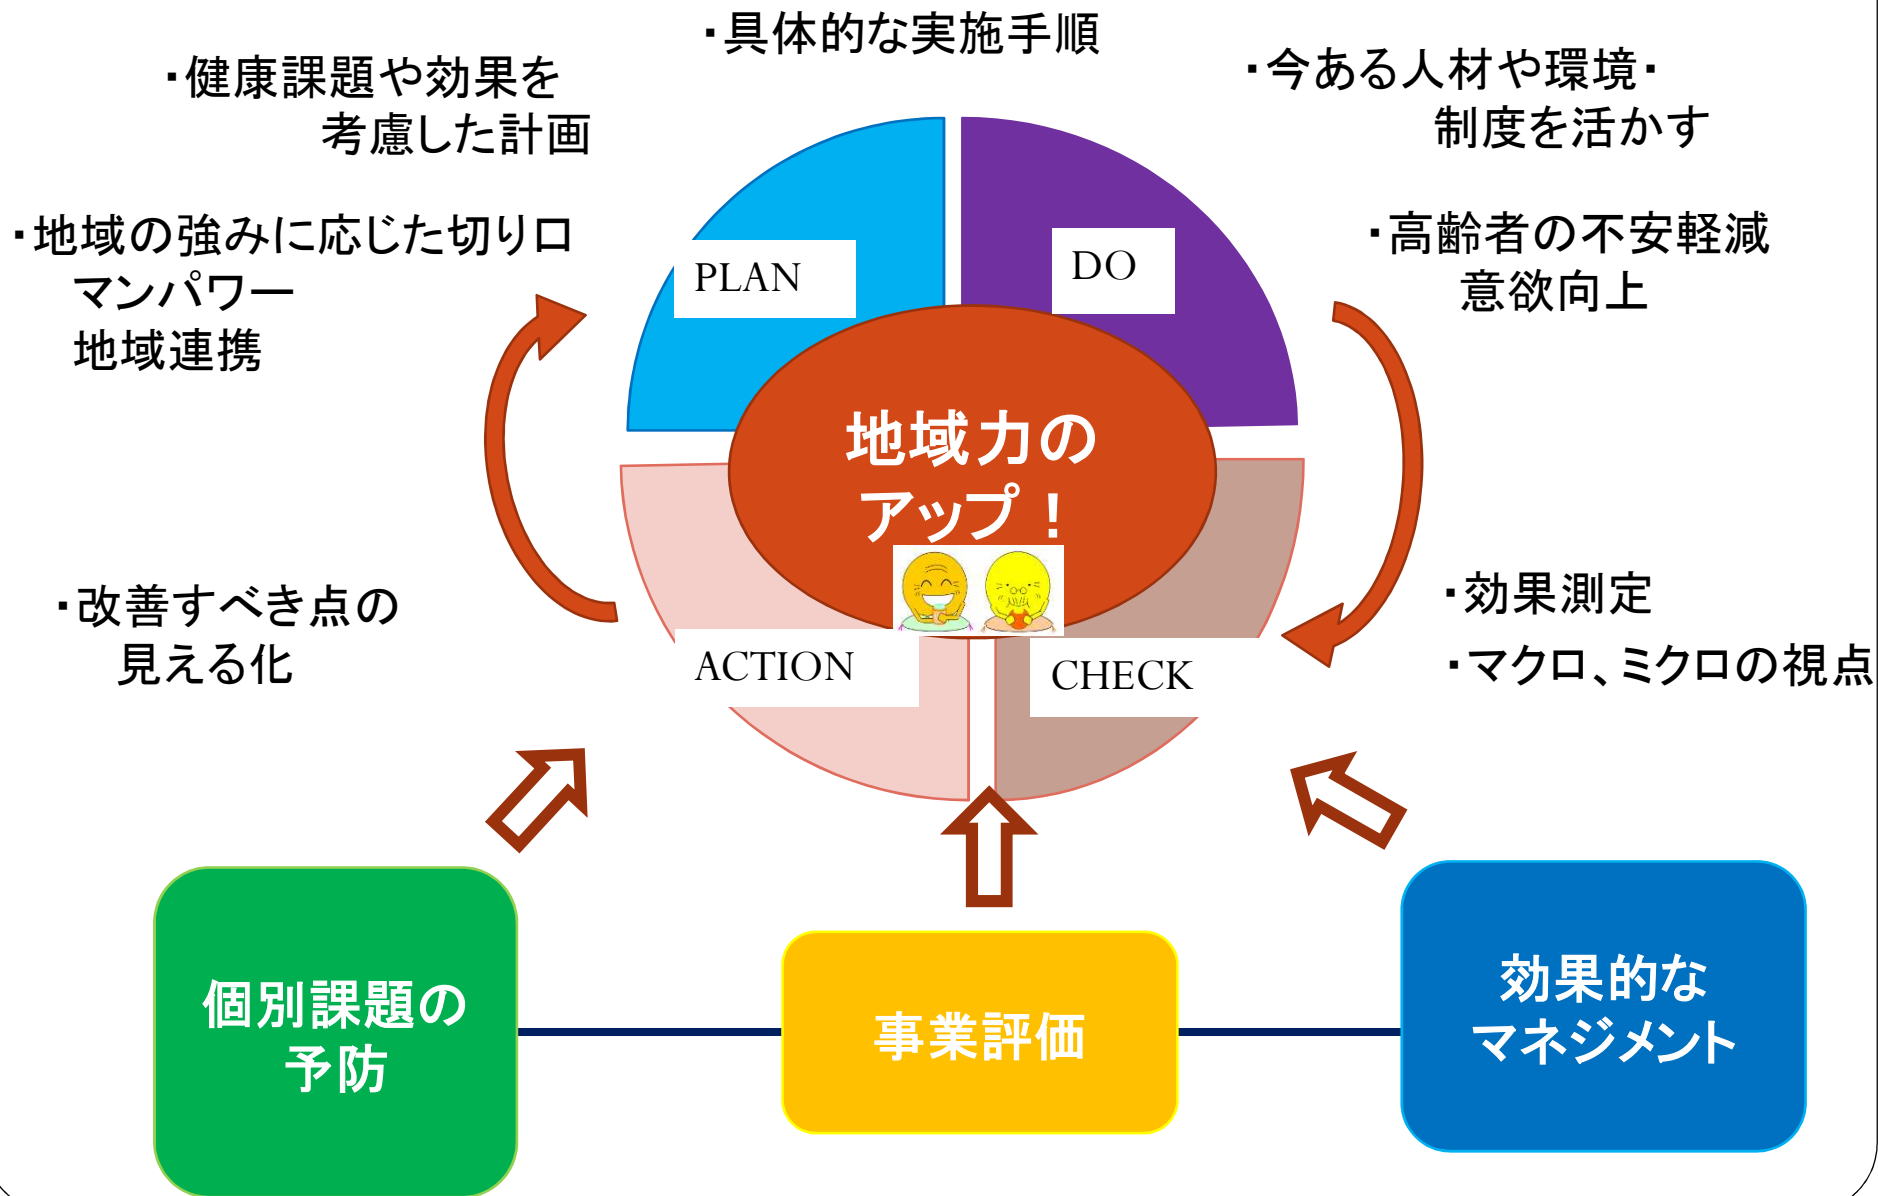 ・具体的な実施手順
・健康課題や効果を
考慮した計画
・今ある人材や環境・
制度を活かす
・地域の強みに応じた切り口
マンパワー
地域連携
・高齢者の不安軽減
意欲向上
PLAN
DO
地域力の
アップ！
・改善すべき点の
見える化
・効果測定
・マクロ、ミクロの視点
ACTION
CHECK
個別課題の
予防
事業評価
効果的な
マネジメント